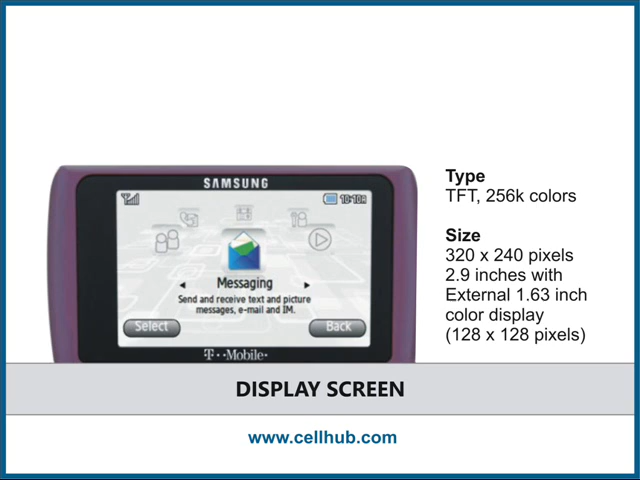 SAMSUNG
10:10A
Messaging
Send and receive text and picture
messages, e-mail and IM.
Select
Back
T··Mobile·
Type
TFT, 256k colors
Size
320 x 240 pixels
2.9 inches with
External 1.63 inch
color display
(128 x 128 pixels)
DISPLAY SCREEN
www.cellhub.com